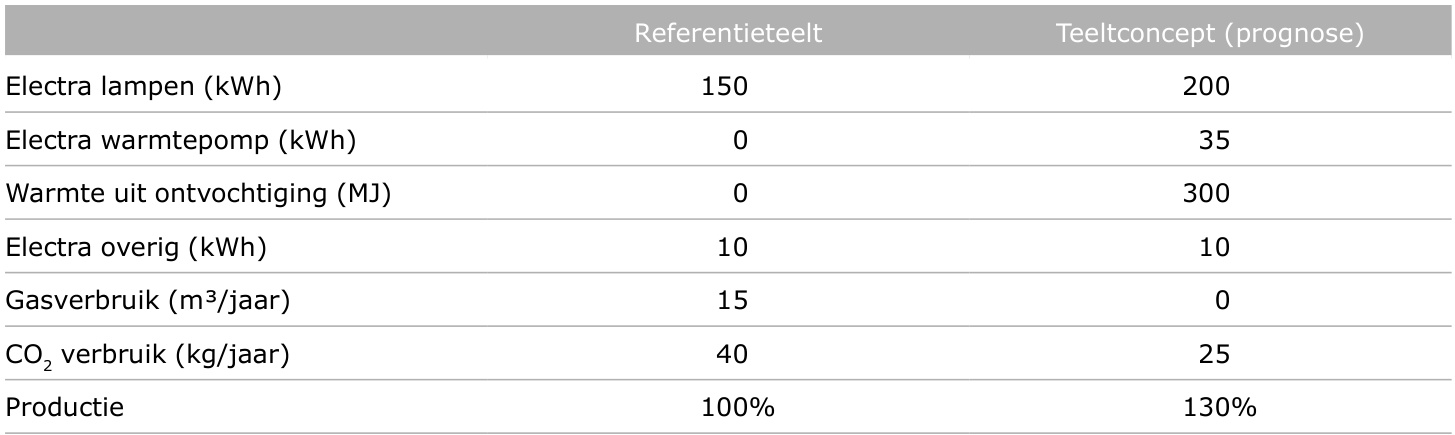 Referentieteelt Teeltconcept (prognose)
Electra lampen (kWh) 150 200
Electra warmtepomp (kWh) 0 35
Warmte uit ontvochtiging (MJ) 0 300
Electra overig (kWh) 10 10
Gasverbruik (m³/jaar) 15 0
CO₂ verbruik (kg/jaar) 40 25
Productie 100% 130%